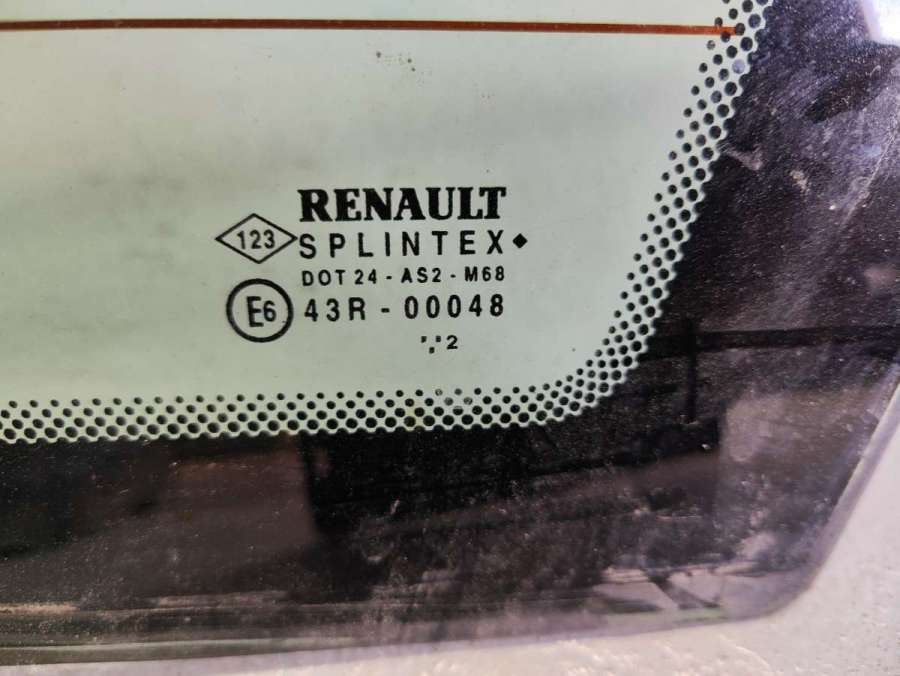 RENAULT
123 SPLINTEX
DOT 24 - AS2 - M68
E6 43R - 00048
2